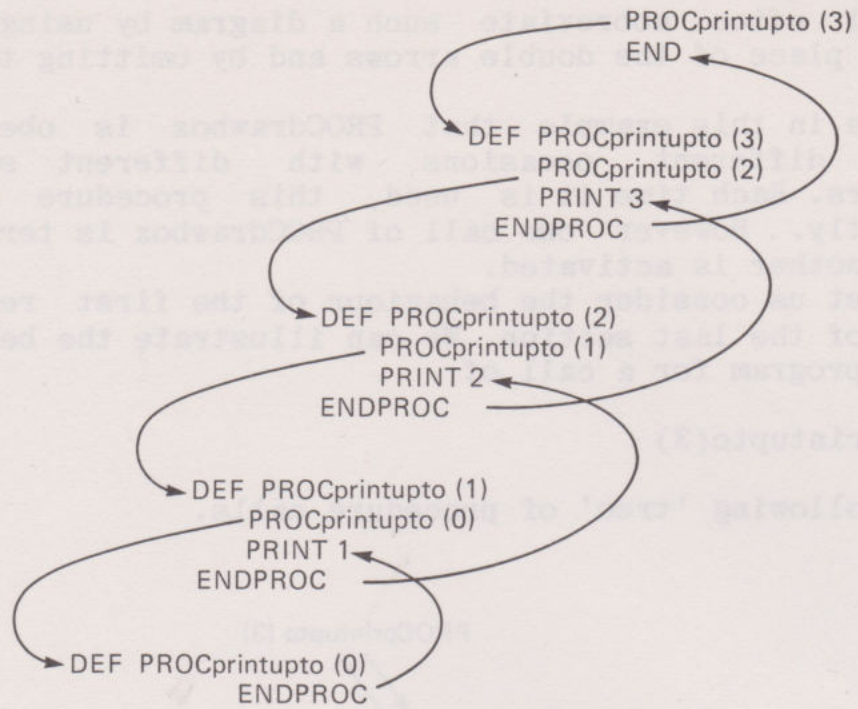 PROCprintupto (3)
END
DEF PROCprintupto (3)
PROCprintupto (2)
PRINT 3
ENDPROC
DEF PROCprintupto (2)
PROCprintupto (1)
PRINT 2
ENDPROC
DEF PROCprintupto (1)
PROCprintupto (0)
PRINT 1
ENDPROC
DEF PROCprintupto (0)
ENDPROC